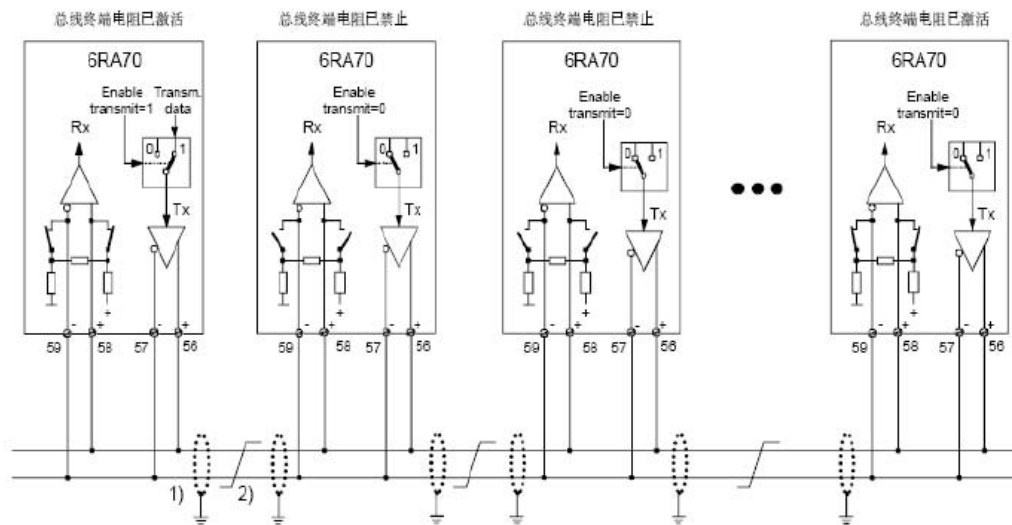 总线终端电阻已激活
总线终端电阻已禁止
总线终端电阻已禁止
总线终端电阻已激活
6RA70
6RA70
6RA70
6RA70
Enable
transmit=1
Transm.
data
Enable
transmit=0
Enable
transmit=0
Enable
transmit=0
Rx
0
1
Rx
0
1
Rx
0
1
Rx
0
1
Tx
Tx
Tx
Tx
+
+
+
+
-
+
-
+
-
+
-
+
-
+
-
+
-
+
-
+
59
58
57
56
59
58
57
56
59
58
57
56
59
58
57
56
1)
2)